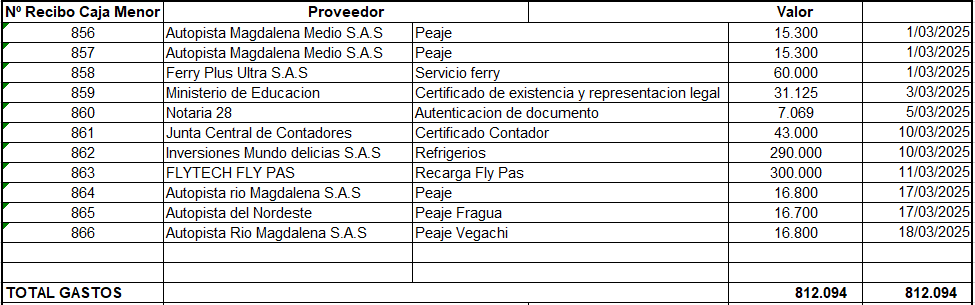 Nº Recibo Caja Menor Proveedor Valor
856 Autopista Magdalena Medio S.A.S Peaje 15.300 1/03/2025
857 Autopista Magdalena Medio S.A.S Peaje 15.300 1/03/2025
858 Ferry Plus Ultra S.A.S Servicio ferry 60.000 1/03/2025
859 Ministerio de Educacion Certificado de existencia y representacion legal 31.125 3/03/2025
860 Notaria 28 Autenticacion de documento 7.069 5/03/2025
861 Junta Central de Contadores Certificado Contador 43.000 10/03/2025
862 Inversiones Mundo delicias S.A.S Refrigerios 290.000 10/03/2025
863 FLYTECH FLY PAS Recarga Fly Pas 300.000 11/03/2025
864 Autopista rio Magdalena S.A.S Peaje 16.800 17/03/2025
865 Autopista del Nordeste Peaje Fragua 16.700 17/03/2025
866 Autopista Rio Magdalena S.A.S Peaje Vegachi 16.800 18/03/2025
TOTAL GASTOS 812.094 812.094